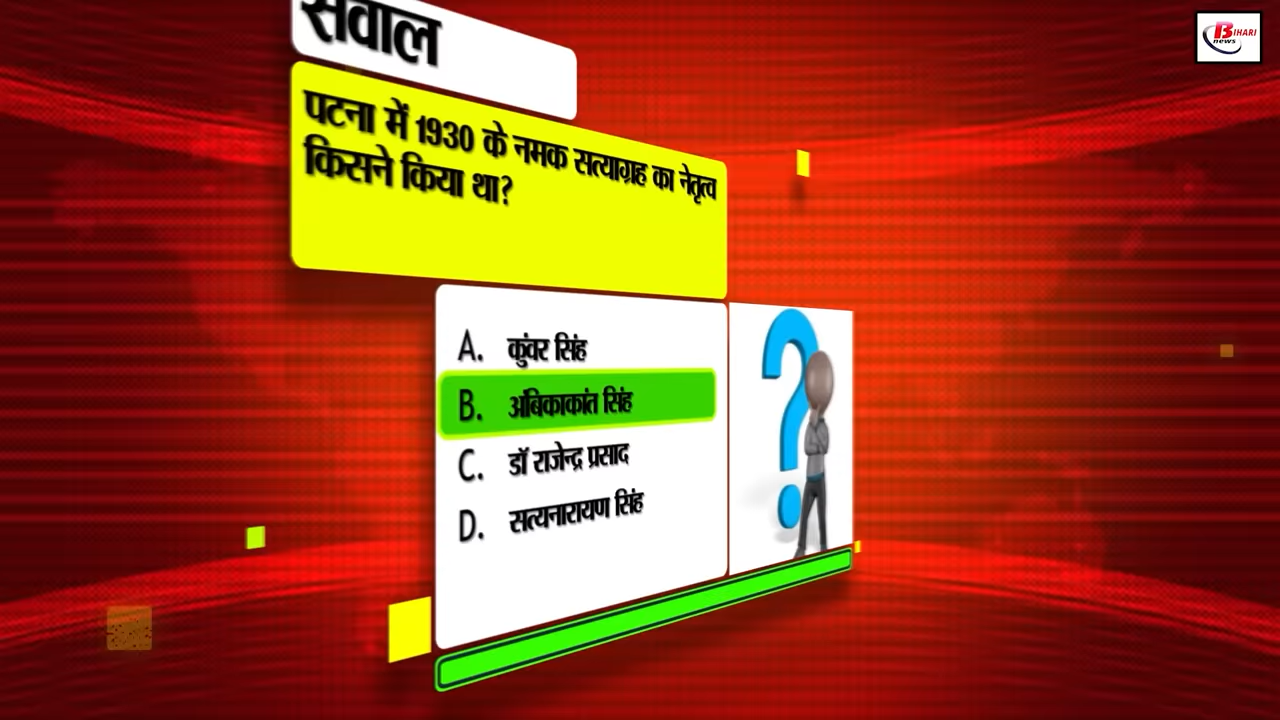 सवाल
BIHARI
news
पटना में 1930 के नमक सत्याग्रह का नेतृत्व
किसने किया था?
A. कुंवर सिंह
B. अंबिकाकांत सिंह
C. डॉ राजेन्द्र प्रसाद
D. सत्यनारायण सिंह